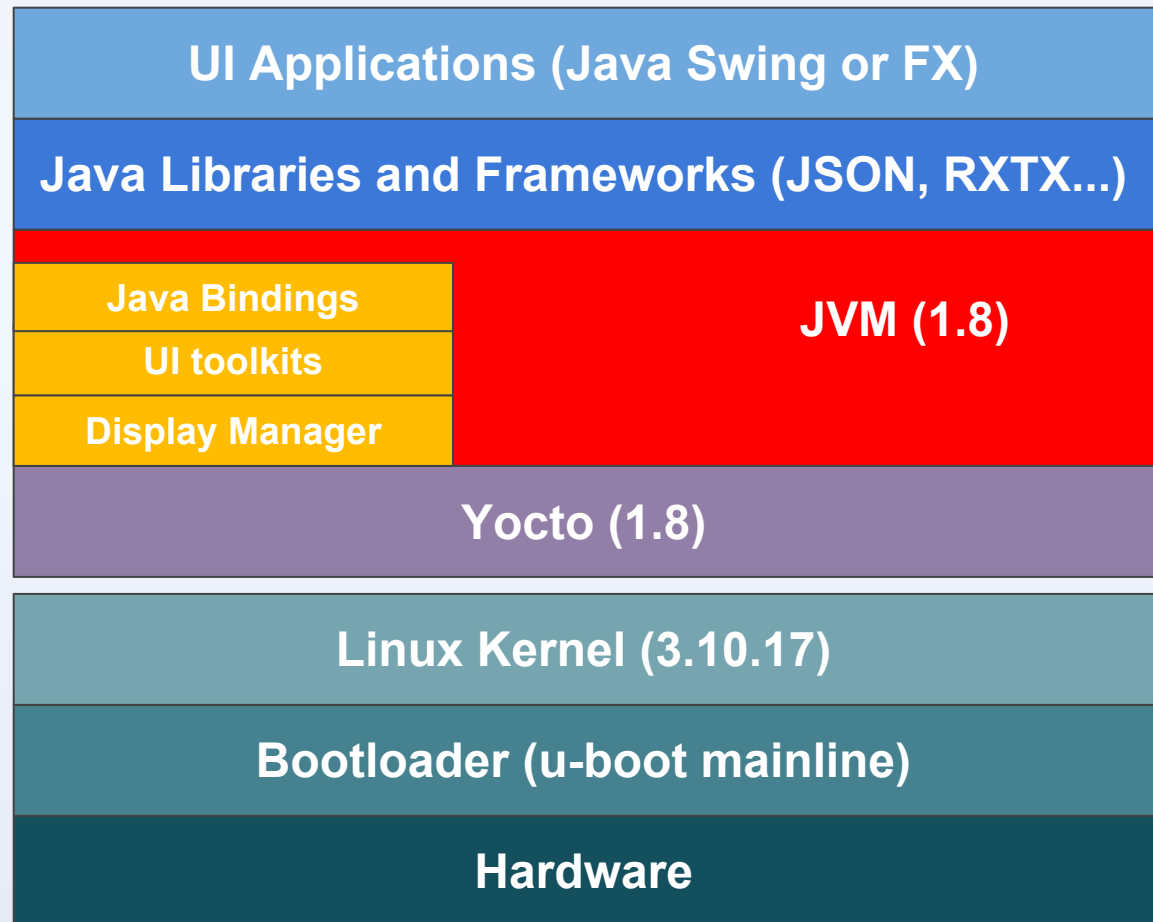 UI Applications (Java Swing or FX)
Java Libraries and Frameworks (JSON, RXTX...)
Java Bindings
JVM (1.8)
UI toolkits
Display Manager
Yocto (1.8)
Linux Kernel (3.10.17)
Bootloader (u-boot mainline)
Hardware